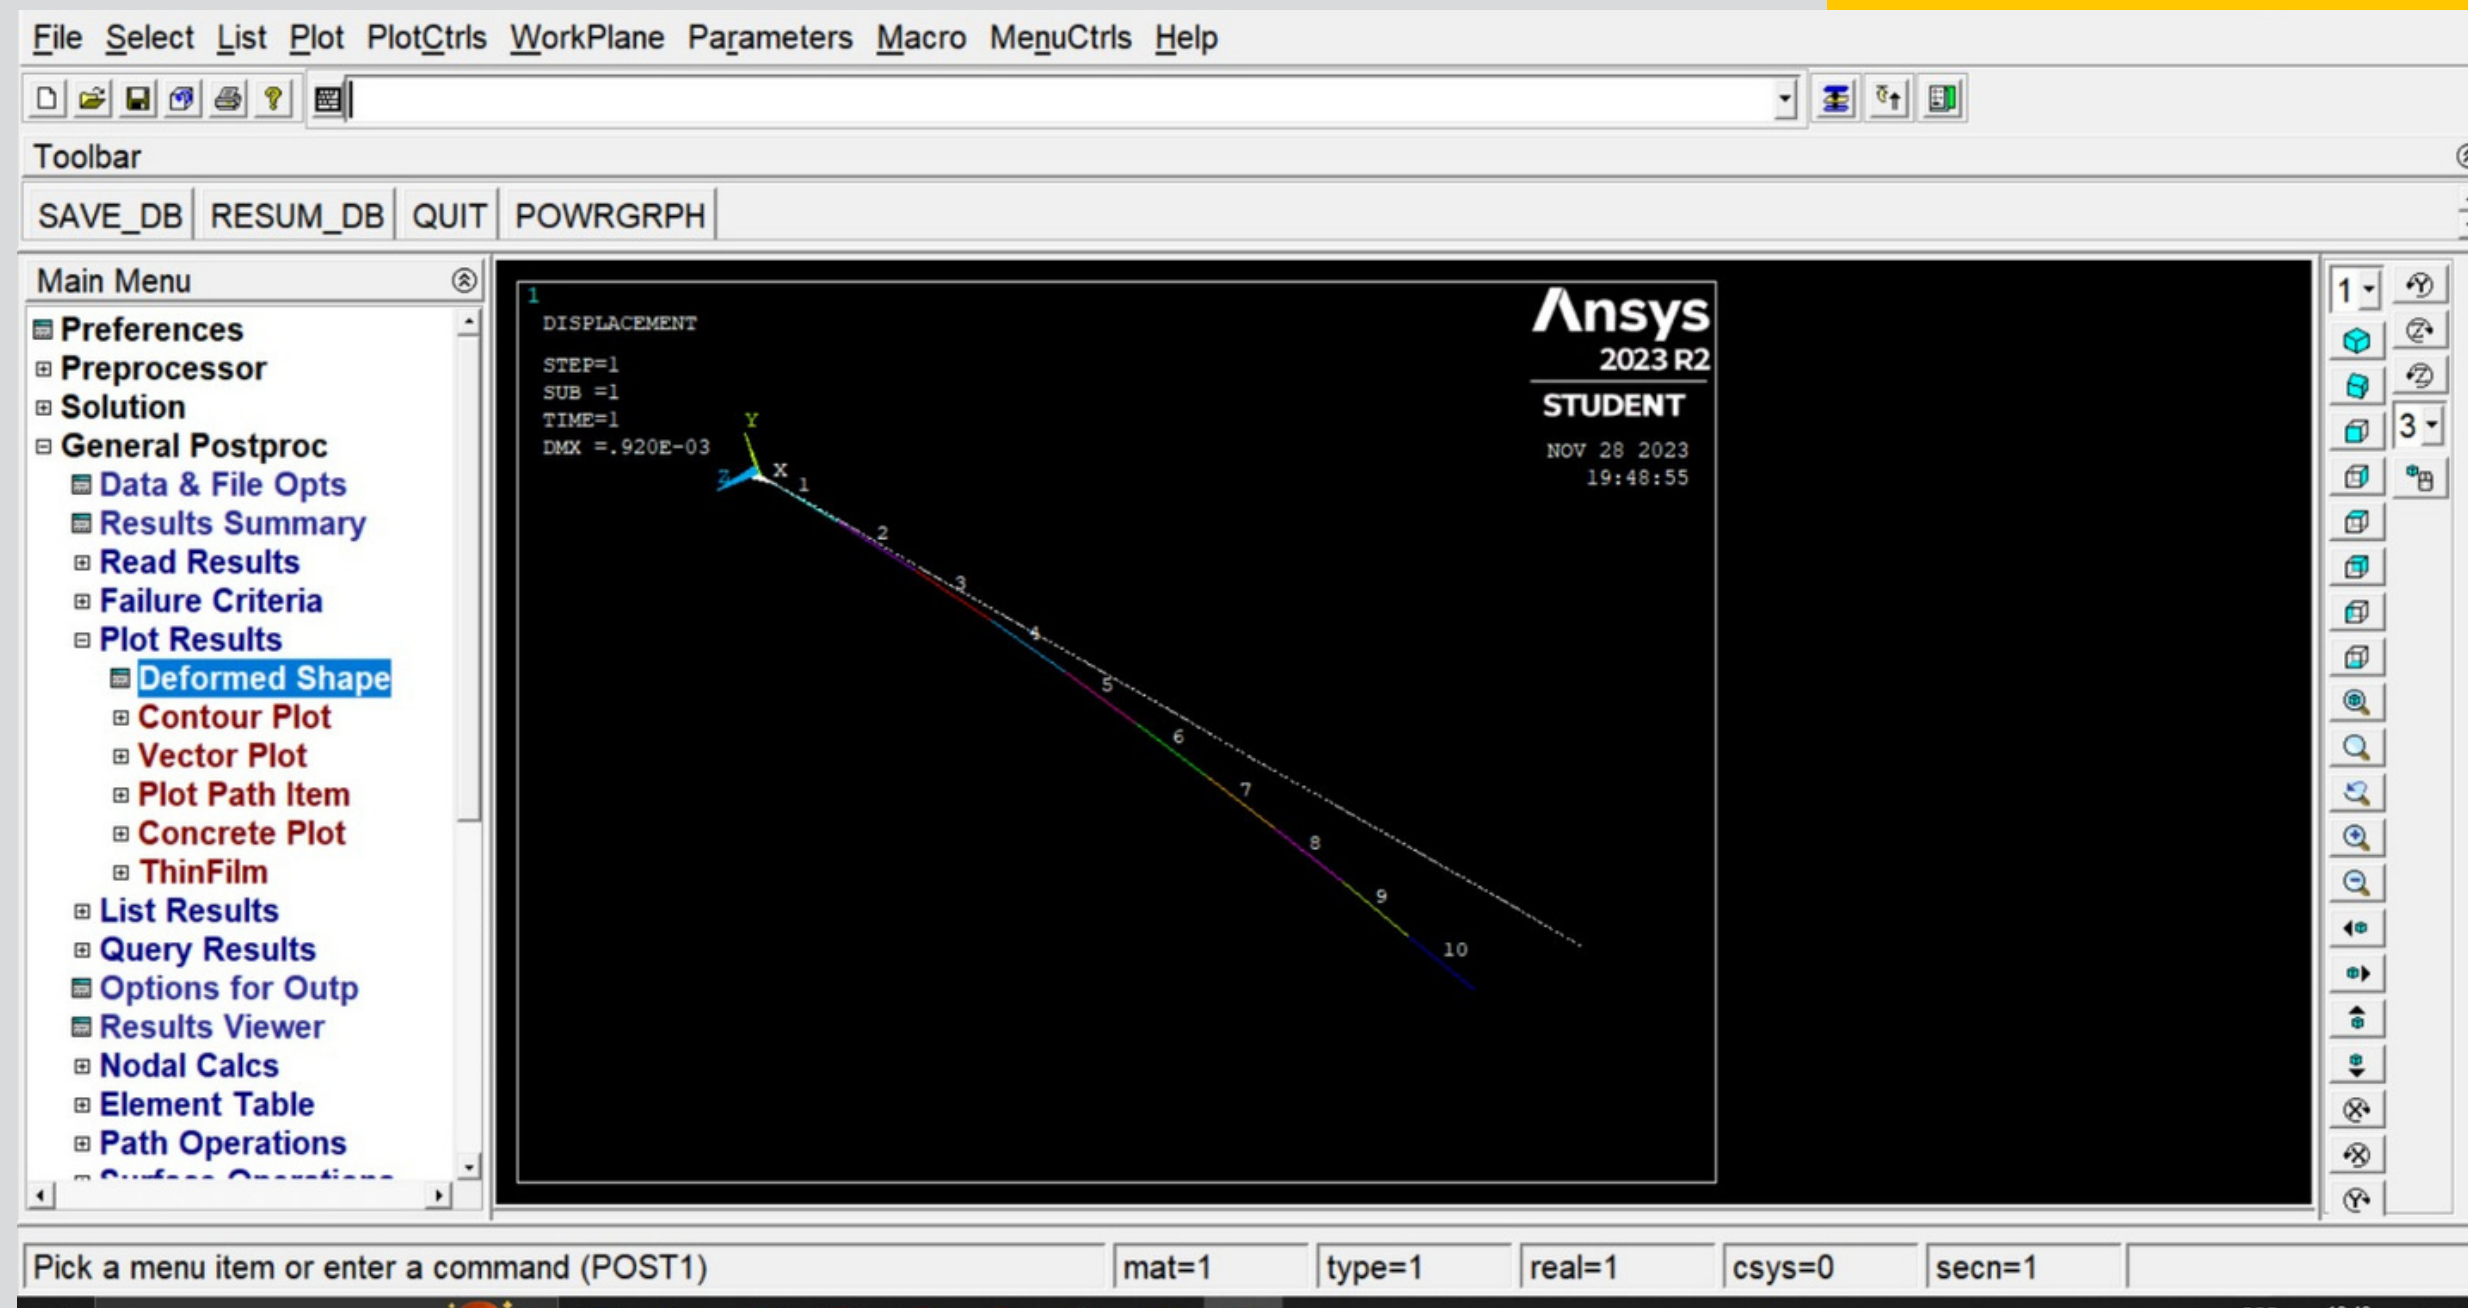 File Select List Plot PlotCtrls WorkPlane Parameters Macro MenuCtrls Help
Toolbar
SAVE_DB RESUM_DB QUIT POWRGRPH
Main Menu
Preferences
Preprocessor
Solution
General Postproc
Data & File Opts
Results Summary
Read Results
Failure Criteria
Plot Results
Deformed Shape
Contour Plot
Vector Plot
Plot Path Item
Concrete Plot
ThinFilm
List Results
Query Results
Options for Outp
Results Viewer
Nodal Calcs
Element Table
Path Operations
1
DISPLACEMENT
STEP=1
SUB =1
TIME=1
DMX =.920E-03
Y
Z
X
1
2
3
4
5
6
7
8
9
10
Ansys
2023 R2
STUDENT
NOV 28 2023
19:48:55
1
3
Pick a menu item or enter a command (POST1)
mat=1
type=1
real=1
csys=0
secn=1